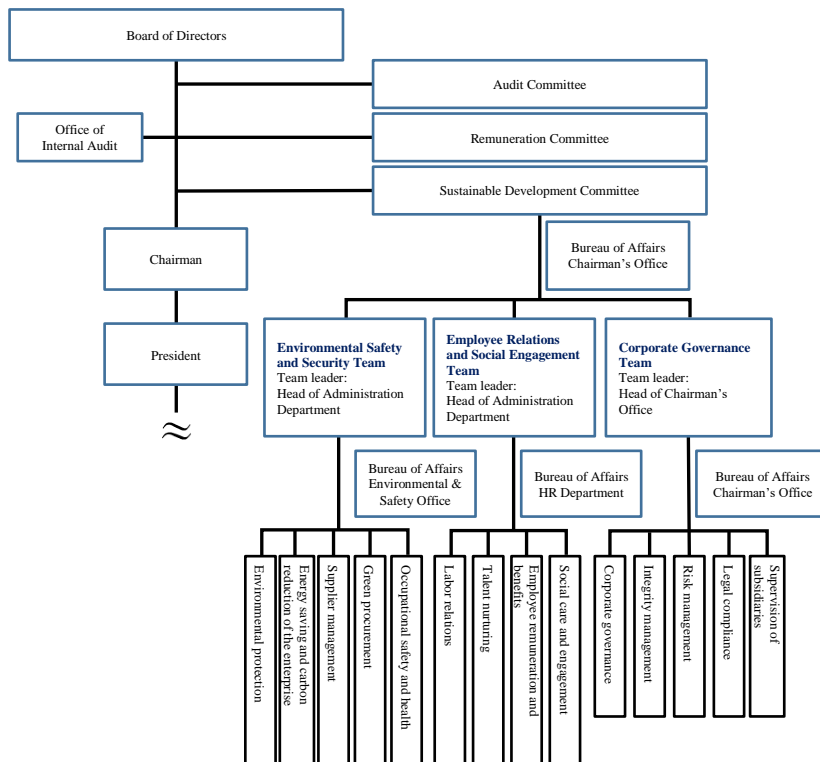 Board of Directors
Audit Committee
Office of
Internal Audit
Remuneration Committee
Sustainable Development Committee
Chairman
Bureau of Affairs
Chairman’s Office
President
Environmental Safety
and Security Team
Team leader:
Head of Administration
Department
Employee Relations
and Social Engagement
Team
Team leader:
Head of Administration
Department
Corporate Governance
Team
Team leader:
Head of Chairman’s
Office
≈
Bureau of Affairs
Environmental &
Safety Office
Bureau of Affairs
HR Department
Bureau of Affairs
Chairman’s Office
Environmental protection
Energy saving and carbon
reduction of the enterprise
Supplier management
Green procurement
Occupational safety and health
Labor relations
Talent nurturing
Employee remuneration and
benefits
Social care and engagement
Corporate governance
Integrity management
Risk management
Legal compliance
Supervision of
subsidiaries